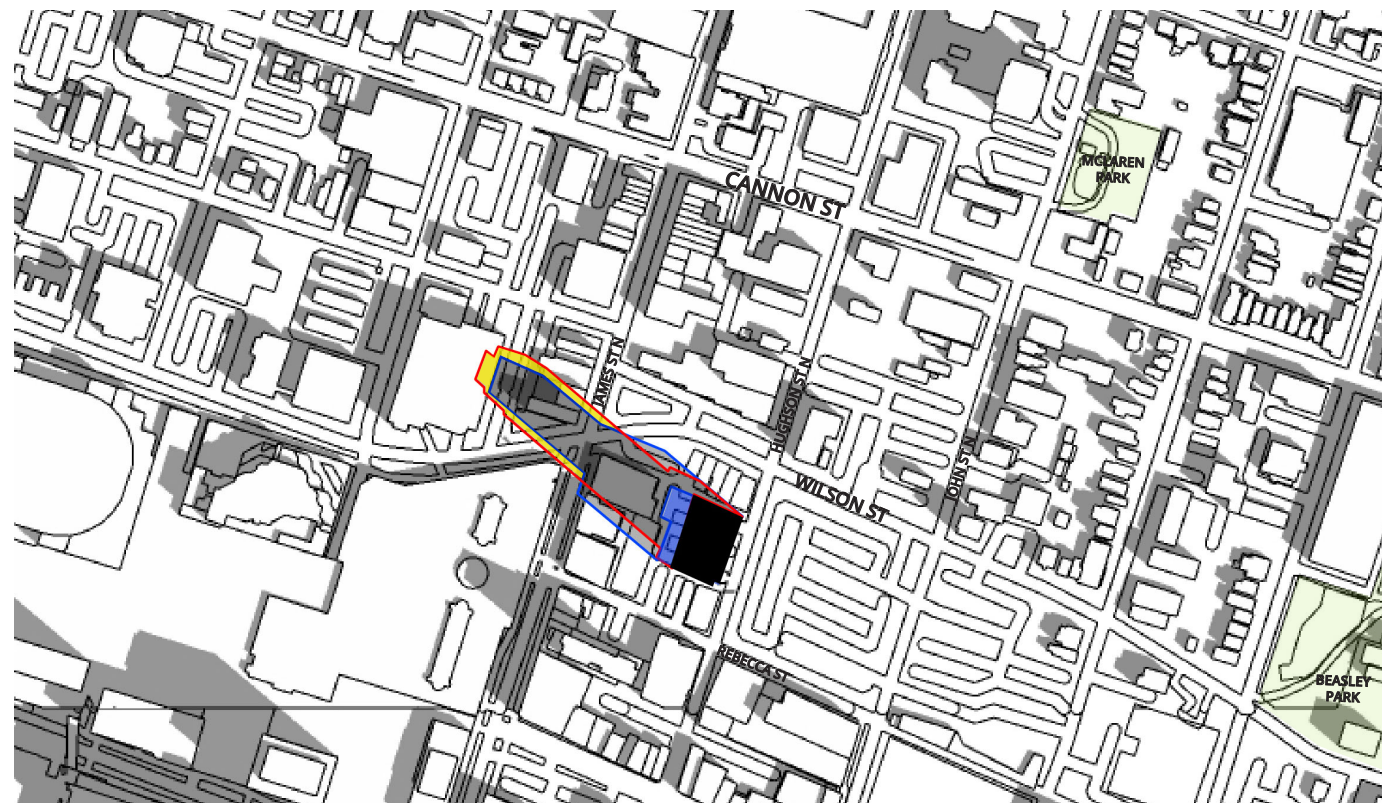 MCLAREN
PARK
CANNON ST
JAMES ST N
HUGHSON ST N
JOHN ST N
WILSON ST
REBECCA ST
BEASLEY
PARK